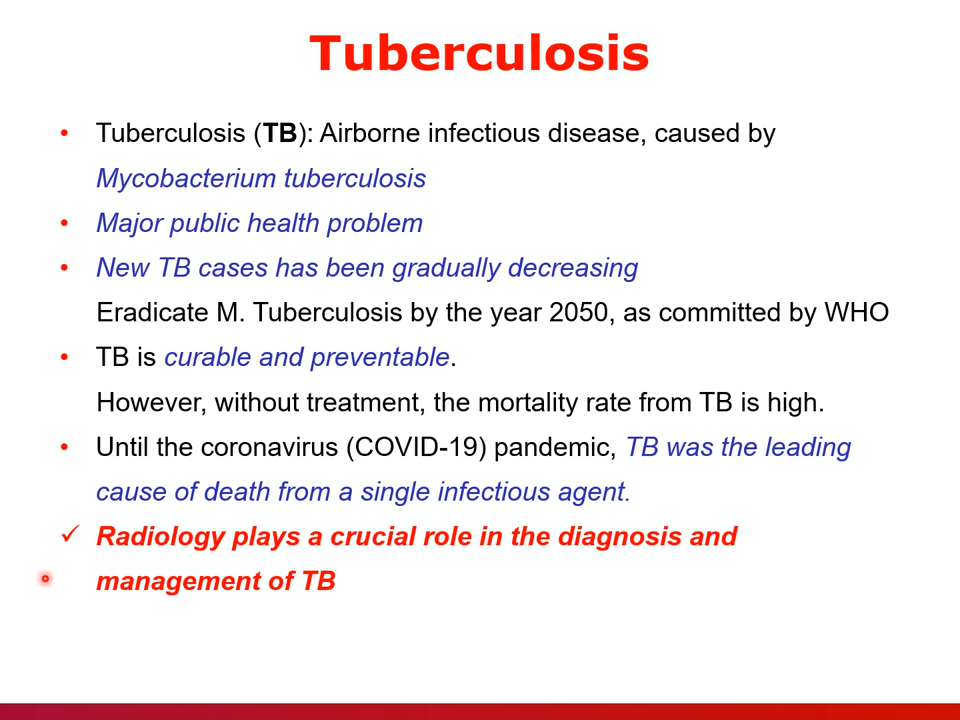 Tuberculosis
• Tuberculosis (TB): Airborne infectious disease, caused by
Mycobacterium tuberculosis
• Major public health problem
• New TB cases has been gradually decreasing
Eradicate M. Tuberculosis by the year 2050, as committed by WHO
• TB is curable and preventable.
However, without treatment, the mortality rate from TB is high.
• Until the coronavirus (COVID-19) pandemic, TB was the leading
cause of death from a single infectious agent.
✓ Radiology plays a crucial role in the diagnosis and
management of TB